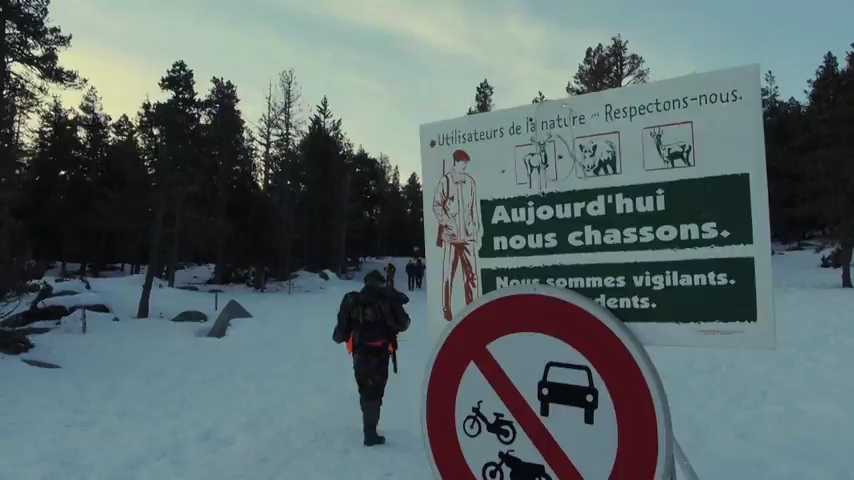 Utilisateurs de la nature ... Respectons-nous.
Aujourd'hui
nous chassons.
Nous sommes vigilants.
dents.